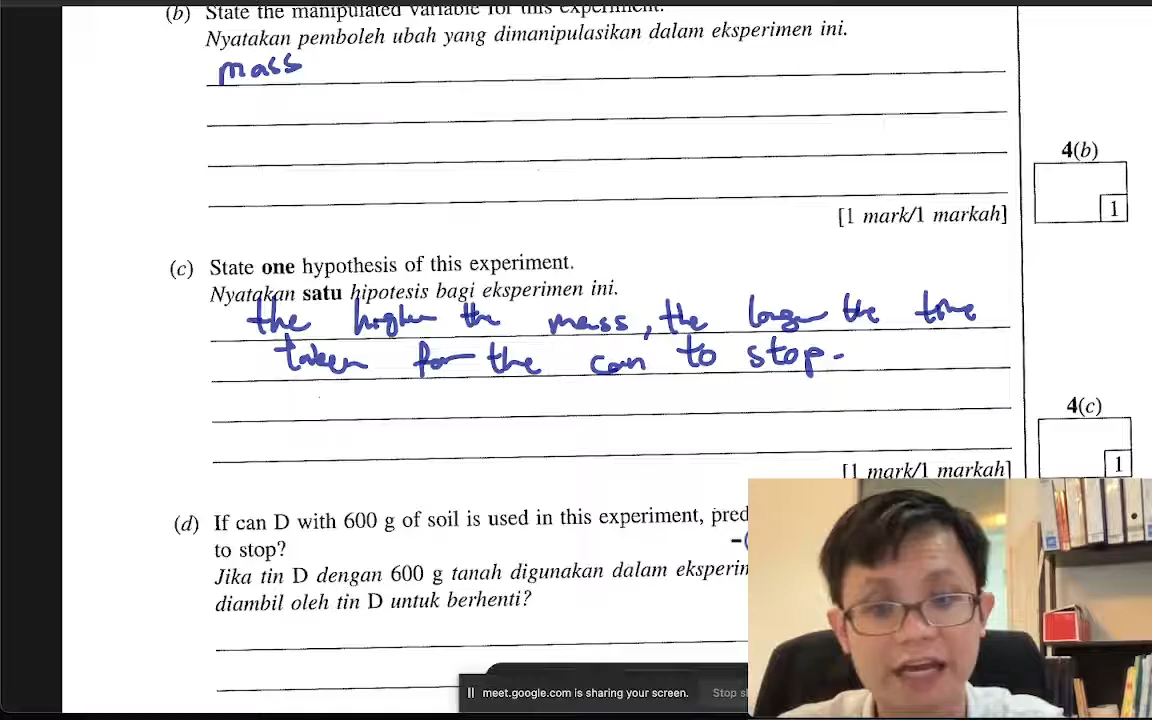 (b) State the manipulated variable for this experiment.
Nyatakan pemboleh ubah yang dimanipulasikan dalam eksperimen ini.
mass
4(b)
[1 mark/1 markah]
1
(c) State one hypothesis of this experiment.
Nyatakan satu hipotesis bagi eksperimen ini.
the higher the mass, the longer the time
taken for the can to stop.
4(c)
[1 mark/1 markah]
1
(d) If can D with 600 g of soil is used in this experiment, pred
to stop?
Jika tin D dengan 600 g tanah digunakan dalam eksperim
diambil oleh tin D untuk berhenti?
meet.google.com is sharing your screen.
Stop